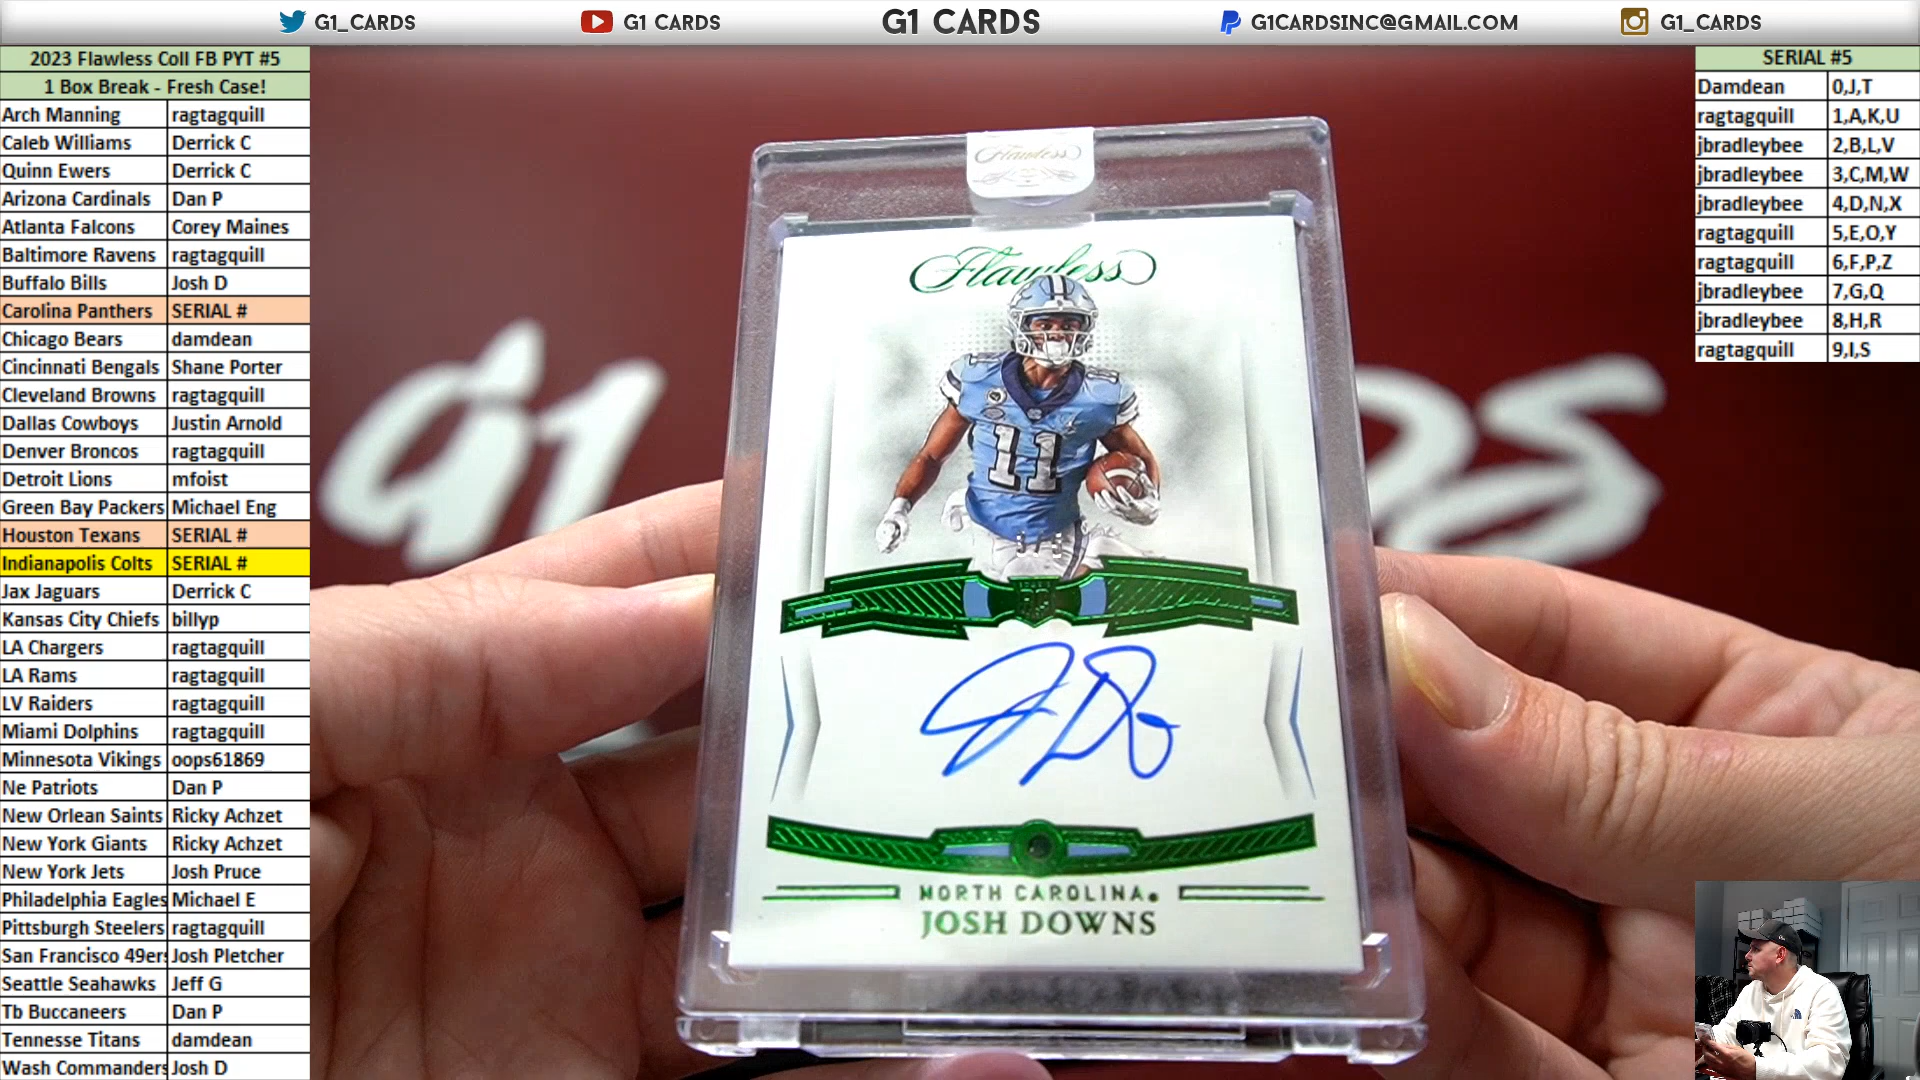 G1_CARDS
G1 CARDS
G1 CARDS
G1CARDSINC@GMAIL.COM
G1_CARDS
2023 Flawless Coll FB PYT #5
1 Box Break - Fresh Case!
Arch Manning ragtagquill
Caleb Williams Derrick C
Quinn Ewers Derrick C
Arizona Cardinals Dan P
Atlanta Falcons Corey Maines
Baltimore Ravens ragtagquill
Buffalo Bills Josh D
Carolina Panthers SERIAL #
Chicago Bears damdean
Cincinnati Bengals Shane Porter
Cleveland Browns ragtagquill
Dallas Cowboys Justin Arnold
Denver Broncos ragtagquill
Detroit Lions mfoist
Green Bay Packers Michael Eng
Houston Texans SERIAL #
Indianapolis Colts SERIAL #
Jax Jaguars Derrick C
Kansas City Chiefs billyp
LA Chargers ragtagquill
LA Rams ragtagquill
LV Raiders ragtagquill
Miami Dolphins ragtagquill
Minnesota Vikings oops61869
Ne Patriots Dan P
New Orlean Saints Ricky Achzet
New York Giants Ricky Achzet
New York Jets Josh Pruce
Philadelphia Eagles Michael E
Pittsburgh Steelers ragtagquill
San Francisco 49ers Josh Pletcher
Seattle Seahawks Jeff G
Tb Buccaneers Dan P
Tennesse Titans damdean
Wash Commanders Josh D
Flawless
Flawless
11
NORTH CAROLINA.
JOSH DOWNS
G1
RDS
SERIAL #5
Damdean 0,J,T
ragtagquill 1,A,K,U
jbradleybee 2,B,L,V
jbradleybee 3,C,M,W
jbradleybee 4,D,N,X
ragtagquill 5,E,O,Y
ragtagquill 6,F,P,Z
jbradleybee 7,G,Q
jbradleybee 8,H,R
ragtagquill 9,I,S